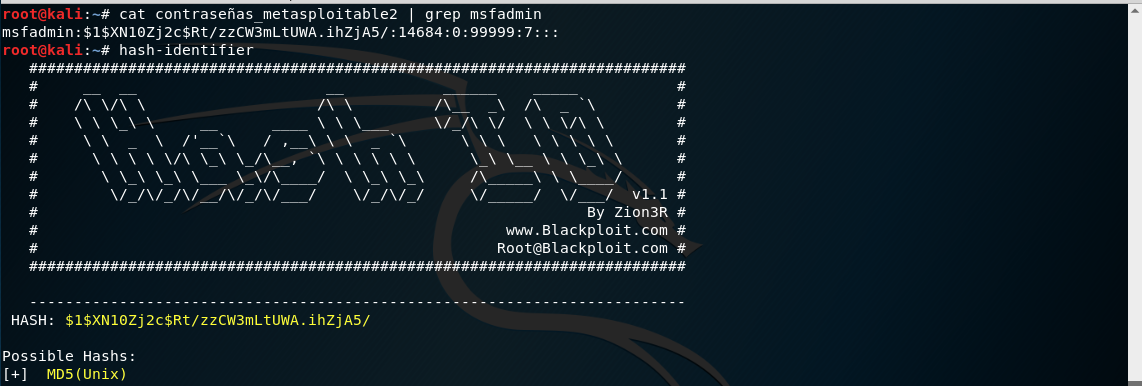 root@kali:~# cat contraseñas_metasploitable2 | grep msfadmin
msfadmin:$1$XN10Zj2c$Rt/zzCW3mLtUWA.ihZjA5/:14684:0:99999:7:::
root@kali:~# hash-identifier
#########################################################################
v1.1 #
# By Zion3R #
# www.Blackploit.com #
# Root@Blackploit.com #
#########################################################################
-------------------------------------------------------------------------
HASH: $1$XN10Zj2c$Rt/zzCW3mLtUWA.ihZjA5/
Possible Hashs:
[+] MD5(Unix)